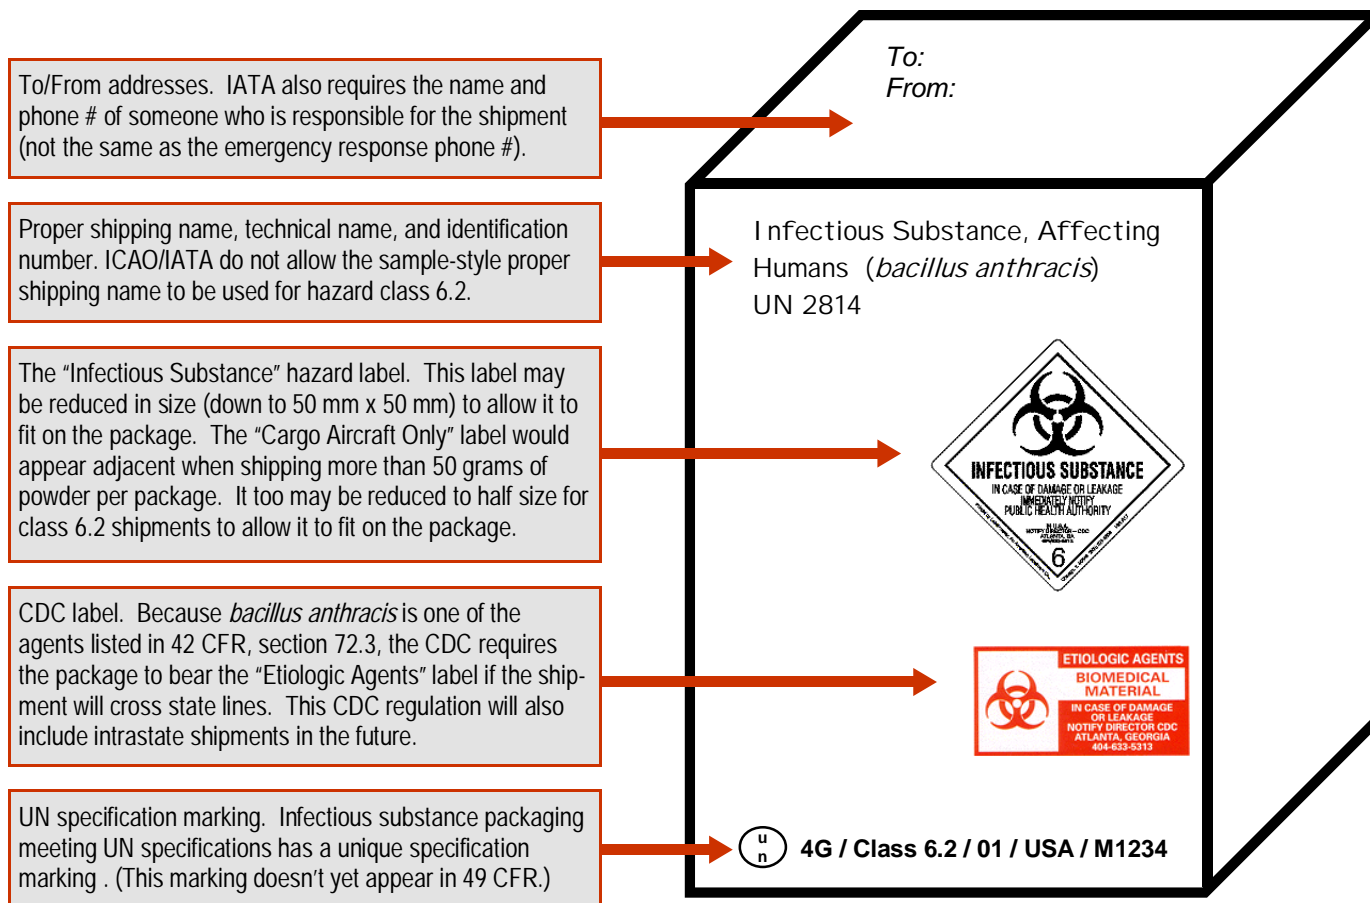 To/From addresses. IATA also requires the name and
phone # of someone who is responsible for the shipment
(not the same as the emergency response phone #).
To:
From:
Proper shipping name, technical name, and identification
number. ICAO/IATA do not allow the sample-style proper
shipping name to be used for hazard class 6.2.
Infectious Substance, Affecting
Humans (bacillus anthracis)
UN 2814
The “Infectious Substance” hazard label. This label may
be reduced in size (down to 50 mm x 50 mm) to allow it to
fit on the package. The “Cargo Aircraft Only” label would
appear adjacent when shipping more than 50 grams of
powder per package. It too may be reduced to half size for
class 6.2 shipments to allow it to fit on the package.
INFECTIOUS SUBSTANCE
IN CASE OF DAMAGE OR LEAKAGE
IMMEDIATELY NOTIFY
PUBLIC HEALTH AUTHORITY
IN U.S.A.
NOTIFY DIRECTOR – CDC
ATLANTA, GA
6
CDC label. Because bacillus anthracis is one of the
agents listed in 42 CFR, section 72.3, the CDC requires
the package to bear the “Etiologic Agents” label if the ship-
ment will cross state lines. This CDC regulation will also
include intrastate shipments in the future.
ETIOLOGIC AGENTS
BIOMEDICAL
MATERIAL
IN CASE OF DAMAGE
OR LEAKAGE
NOTIFY DIRECTOR CDC
ATLANTA, GEORGIA
404-633-5313
UN specification marking. Infectious substance packaging
meeting UN specifications has a unique specification
marking . (This marking doesn’t yet appear in 49 CFR.)
u
n
4G / Class 6.2 / 01 / USA / M1234